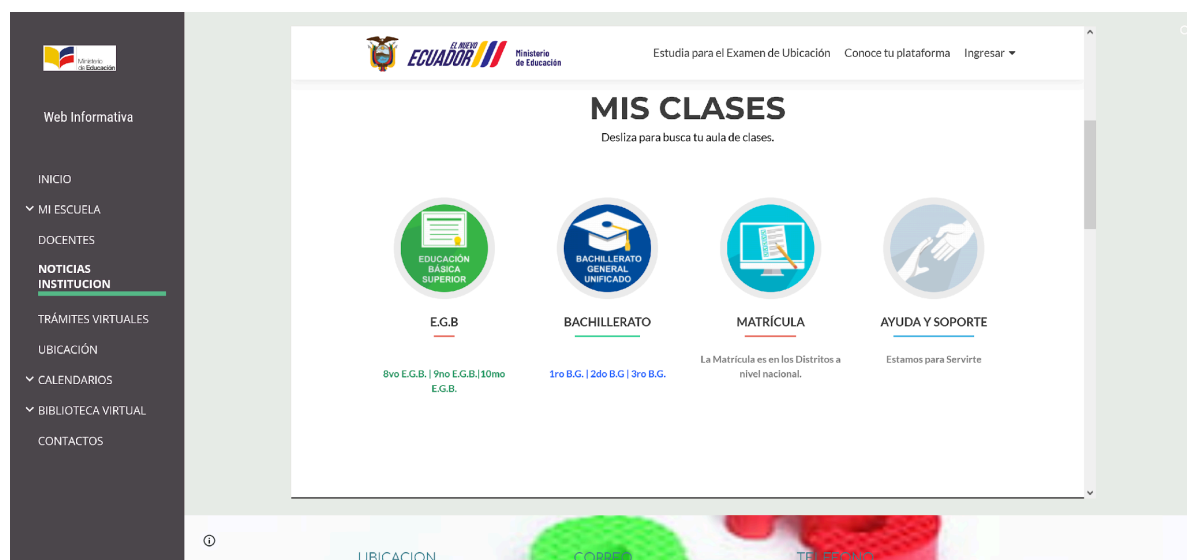 Ministerio
de Educación
Web Informativa
INICIO
MI ESCUELA
DOCENTES
NOTICIAS
INSTITUCION
TRÁMITES VIRTUALES
UBICACIÓN
CALENDARIOS
BIBLIOTECA VIRTUAL
CONTACTOS
EL NUEVO
ECUADOR
Ministerio
de Educación
Estudia para el Examen de Ubicación Conoce tu plataforma Ingresar
MIS CLASES
Desliza para busca tu aula de clases.
EDUCACIÓN
BÁSICA
SUPERIOR
BACHILLERATO
GENERAL
UNIFICADO
E.G.B
BACHILLERATO
MATRÍCULA
AYUDA Y SOPORTE
8vo E.G.B. | 9no E.G.B.|10mo
E.G.B.
1ro B.G. | 2do B.G | 3ro B.G.
La Matrícula es en los Distritos a
nivel nacional.
Estamos para Servirte
UBICACION
CORREO
TELEFONO